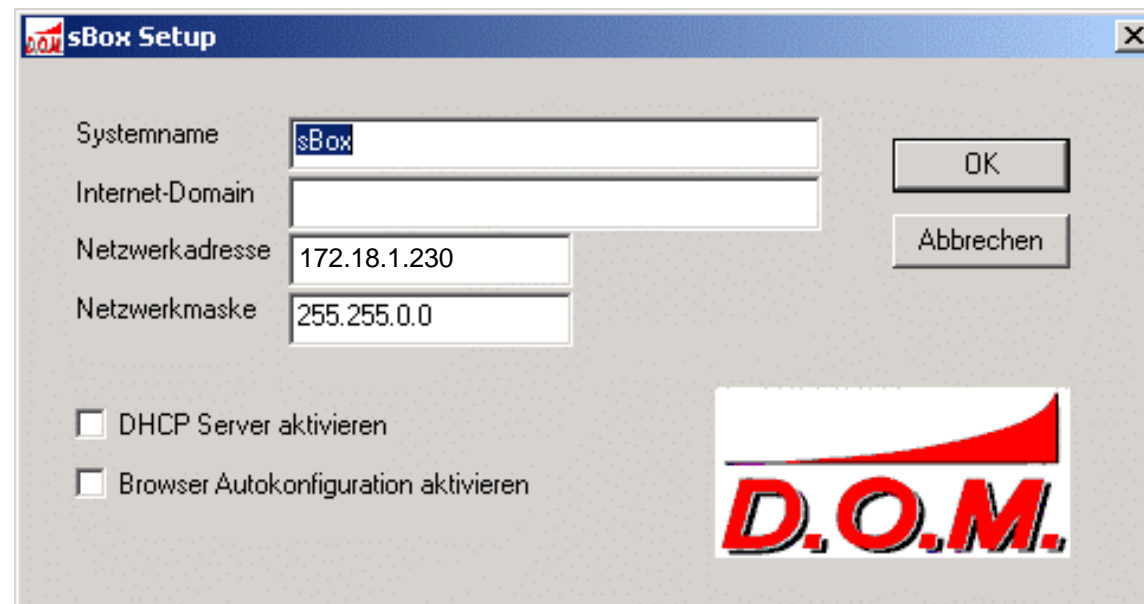 D.O.M. sBox Setup
Systemname sBox
OK
Internet-Domain
Abbrechen
Netzwerkadresse 172.18.1.230
Netzwerkmaske 255.255.0.0
DHCP Server aktivieren
Browser Autokonfiguration aktivieren
D.O.M.